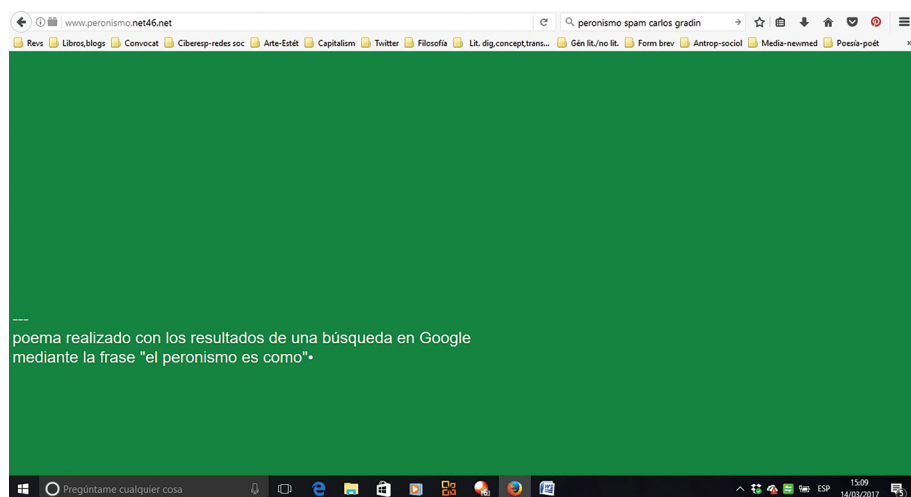 www.peronismo.net46.net
peronismo spam carlos gradin
Revs Libros,blogs Convocat Ciberesp-redes soc Arte-Estét Capitalism Twitter Filosofía Lit. dig,concept,trans... Gén lit./no lit. Form brev Antrop-sociol Media-newmed Poesía-poét »
---
poema realizado con los resultados de una búsqueda en Google
mediante la frase "el peronismo es como"•
Pregúntame cualquier cosa
ESP
15:09
14/03/2017